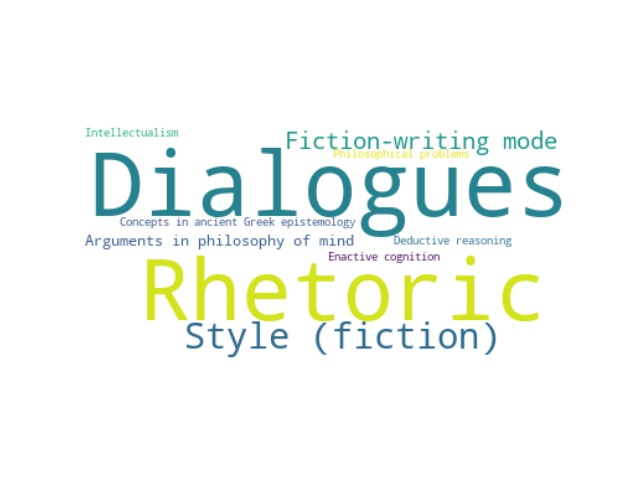 Intellectualism
Fiction-writing mode
Philosophical problems
Dialogues
Concepts in ancient Greek epistemology
Arguments in philosophy of mind
Deductive reasoning
Enactive cognition
Rhetoric
Style (fiction)